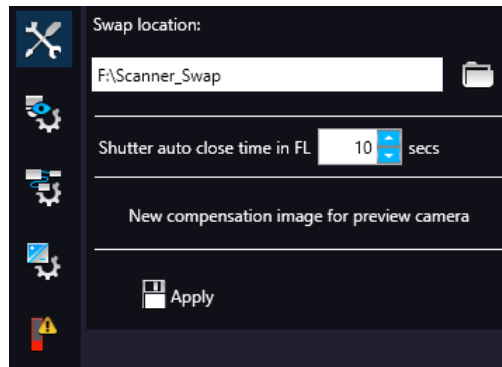 Swap location:
F:\Scanner_Swap
Shutter auto close time in FL 10 secs
New compensation image for preview camera
Apply